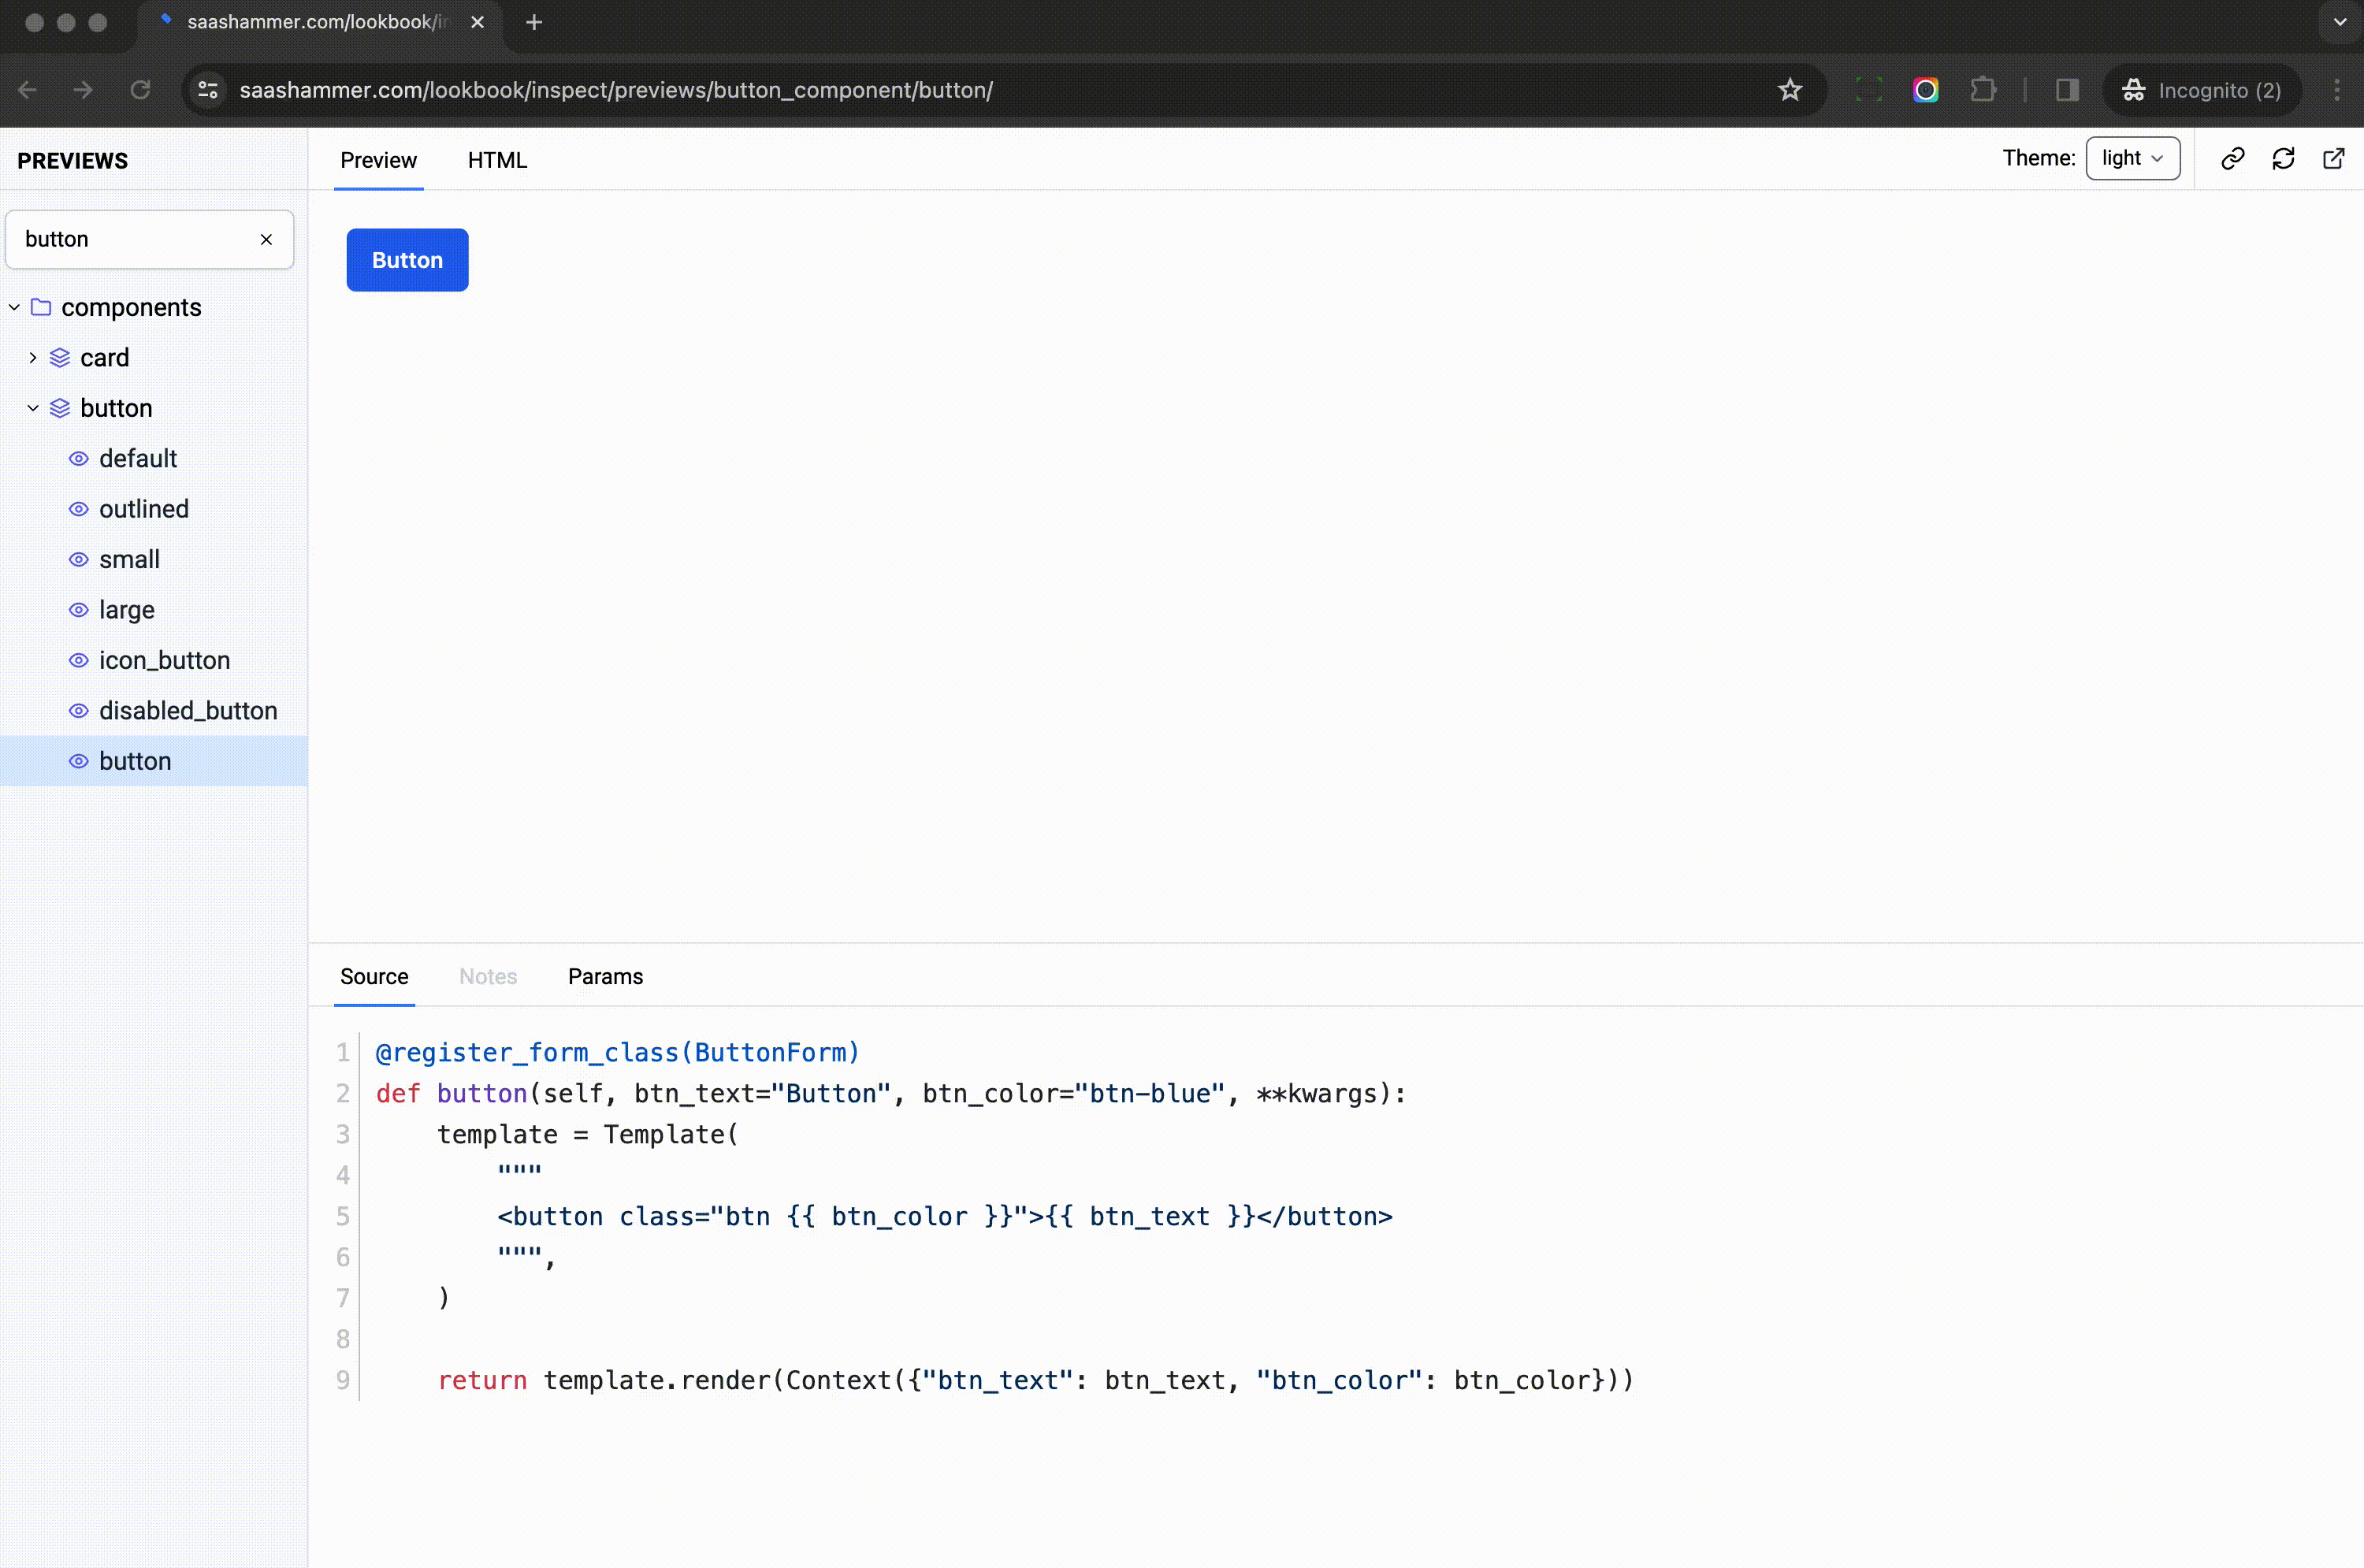 saashammer.com/lookbook/in
saashammer.com/lookbook/inspect/previews/button_component/button/
Incognito (2)
PREVIEWS
Preview HTML
Theme: light
button
components
card
button
default
outlined
small
large
icon_button
disabled_button
button
Button
Source Notes Params
1 @register_form_class(ButtonForm)
2 def button(self, btn_text="Button", btn_color="btn-blue", **kwargs):
3 template = Template(
4 """
5 <button class="btn {{ btn_color }}">{{ btn_text }}</button>
6 """,
7 )
8
9 return template.render(Context({"btn_text": btn_text, "btn_color": btn_color}))